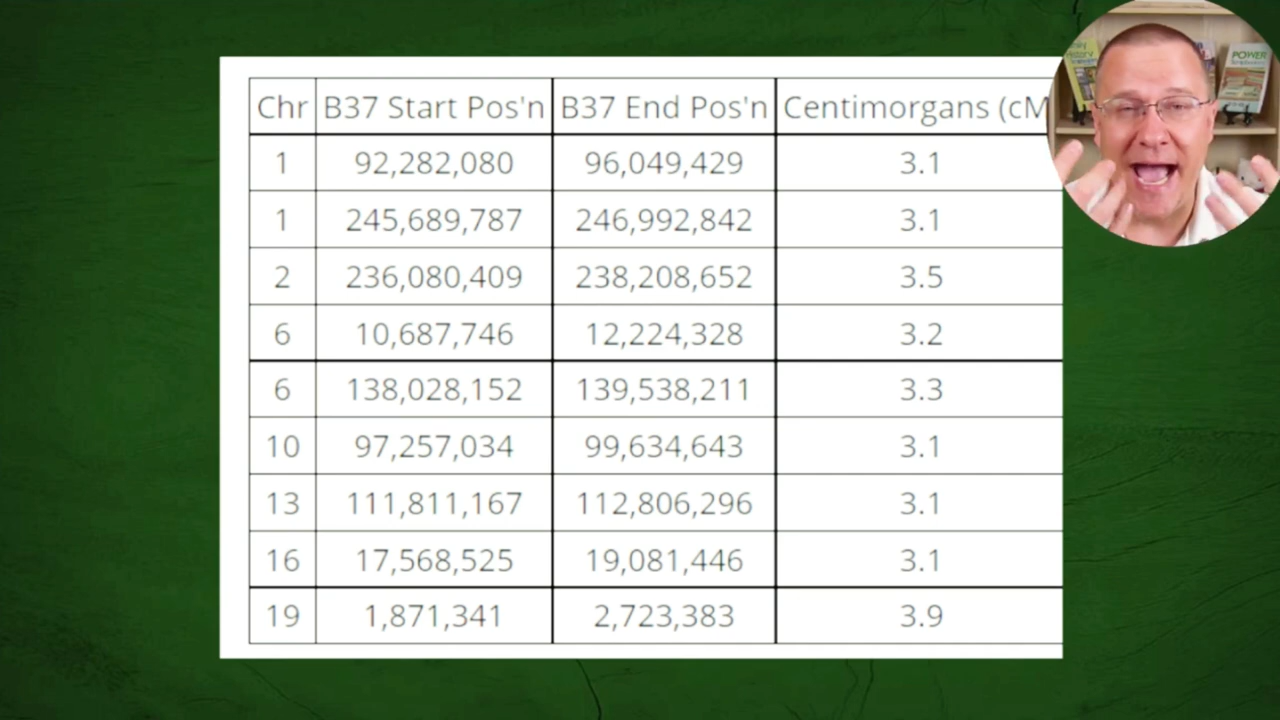 Chr B37 Start Pos'n B37 End Pos'n Centimorgans (cM
1 92,282,080 96,049,429 3.1
1 245,689,787 246,992,842 3.1
2 236,080,409 238,208,652 3.5
6 10,687,746 12,224,328 3.2
6 138,028,152 139,538,211 3.3
10 97,257,034 99,634,643 3.1
13 111,811,167 112,806,296 3.1
16 17,568,525 19,081,446 3.1
19 1,871,341 2,723,383 3.9
POWER